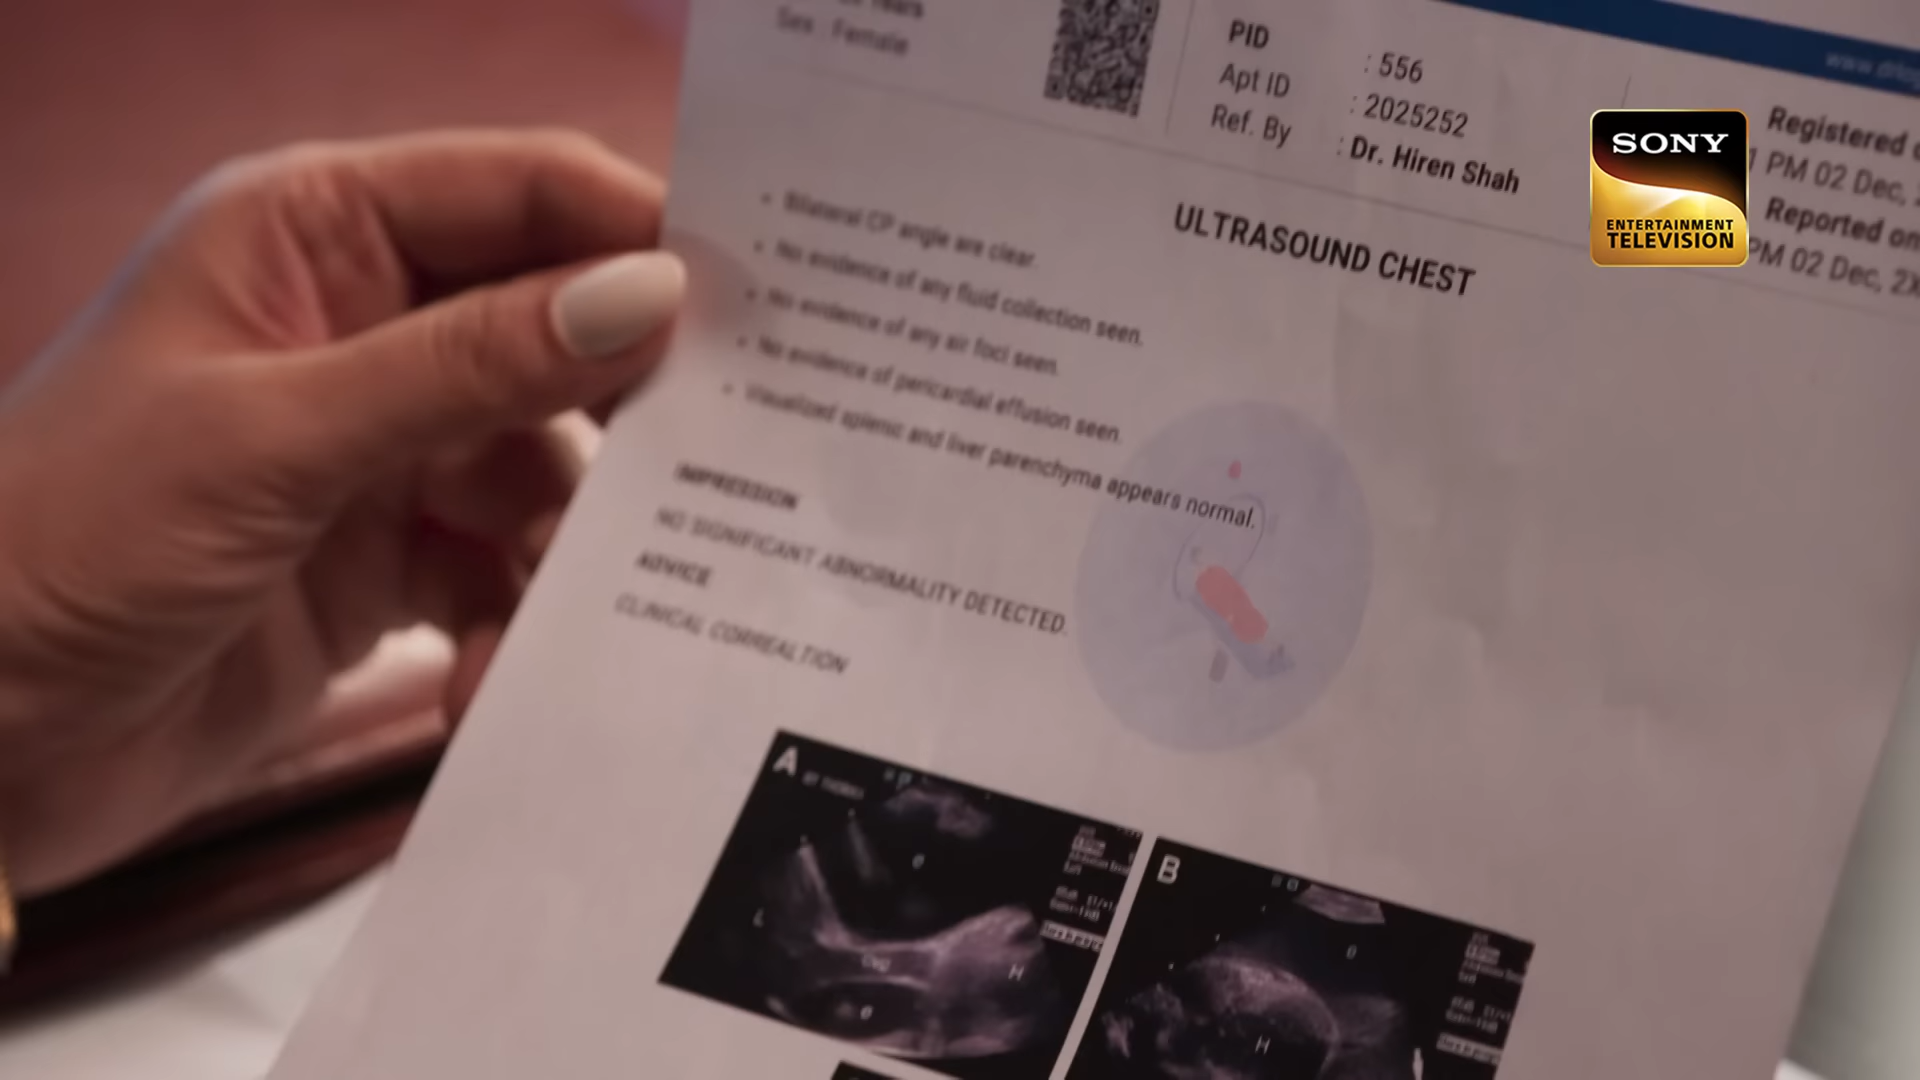 Sex : Female
PID : 556
Apt ID : 2025252
Ref. By : Dr. Hiren Shah
Registered
PM 02 Dec,
Reported on
PM 02 Dec, 2X
SONY
ENTERTAINMENT
TELEVISION
ULTRASOUND CHEST
• Bilateral CP angle are clear.
• No evidence of any fluid collection seen.
• No evidence of any air foci seen.
• No evidence of pericardial effusion seen.
• Visualized splenic and liver parenchyma appears normal.
IMPRESSION
NO SIGNIFICANT ABNORMALITY DETECTED.
ADVICE
CLINICAL CORREALTION
A
L
H
B
H